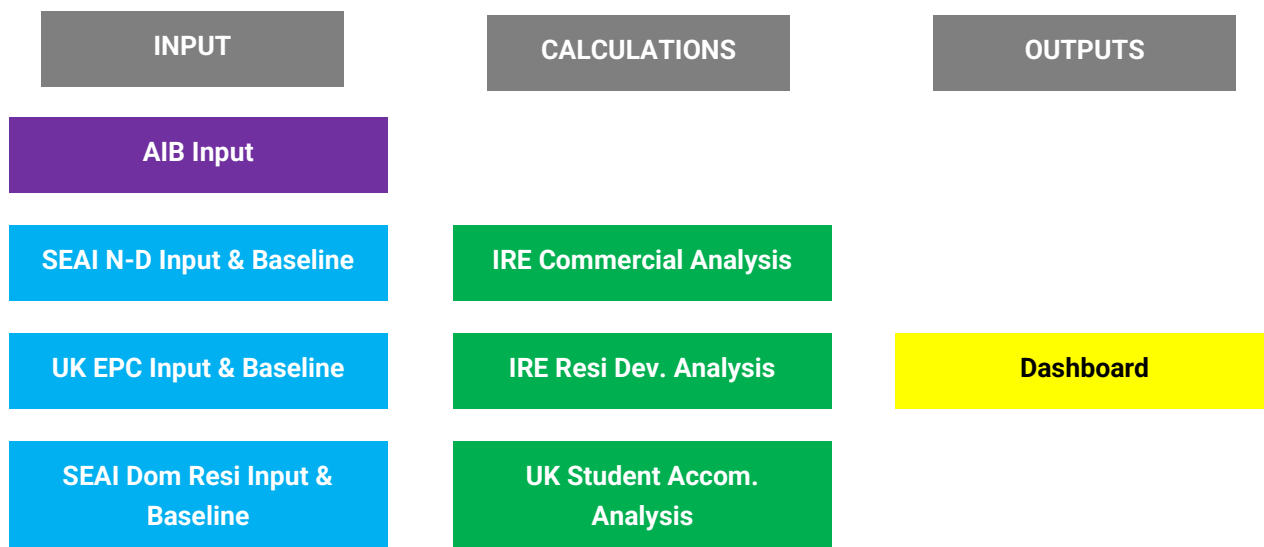 INPUT
CALCULATIONS
OUTPUTS
AIB Input
SEAI N-D Input & Baseline
IRE Commercial Analysis
UK EPC Input & Baseline
IRE Resi Dev. Analysis
Dashboard
SEAI Dom Resi Input &
Baseline
UK Student Accom.
Analysis